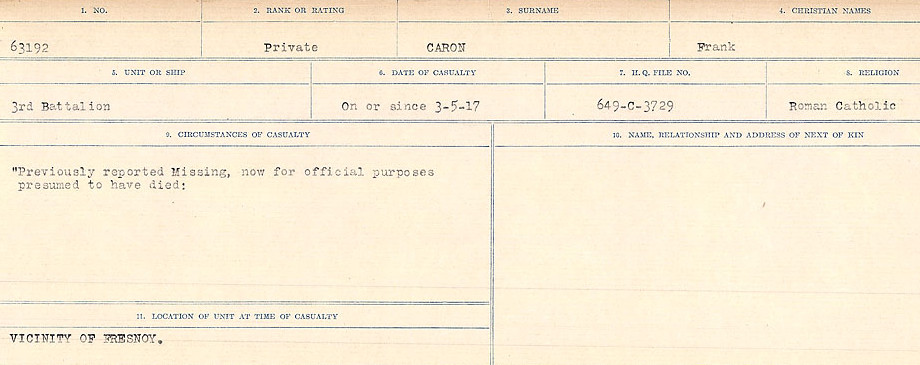 1. NO. 2. RANK OR RATING 3. SURNAME 4. CHRISTIAN NAMES
63192 Private CARON Frank
5. UNIT OR SHIP 6. DATE OF CASUALTY 7. H.Q. FILE NO. 8. RELIGION
3rd Battalion On or since 3-5-17 649-C-3729 Roman Catholic
9. CIRCUMSTANCES OF CASUALTY 10. NAME, RELATIONSHIP AND ADDRESS OF NEXT OF KIN
"Previously reported Missing, now for official purposes
presumed to have died:
11. LOCATION OF UNIT AT TIME OF CASUALTY
VICINITY OF FRESNOY.